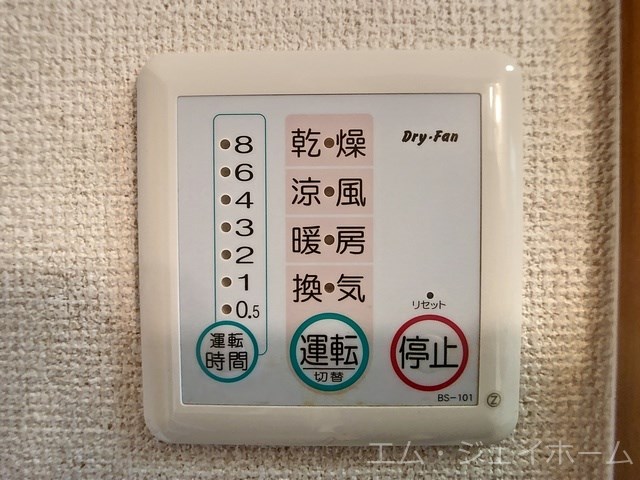 8
6
4
3
2
1
0.5
運転
時間
乾・燥
涼・風
暖・房
換・気
運転
切替
Dry-Fan
リセット
停止
BS-101
Z
エム・ジェイホーム